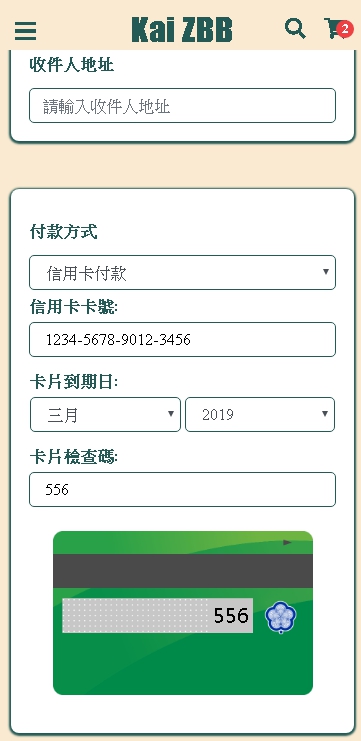 Kai ZBB
2
收件人地址
請輸入收件人地址
付款方式
信用卡付款
信用卡卡號:
1234-5678-9012-3456
卡片到期日:
三月 2019
卡片檢查碼:
556
556